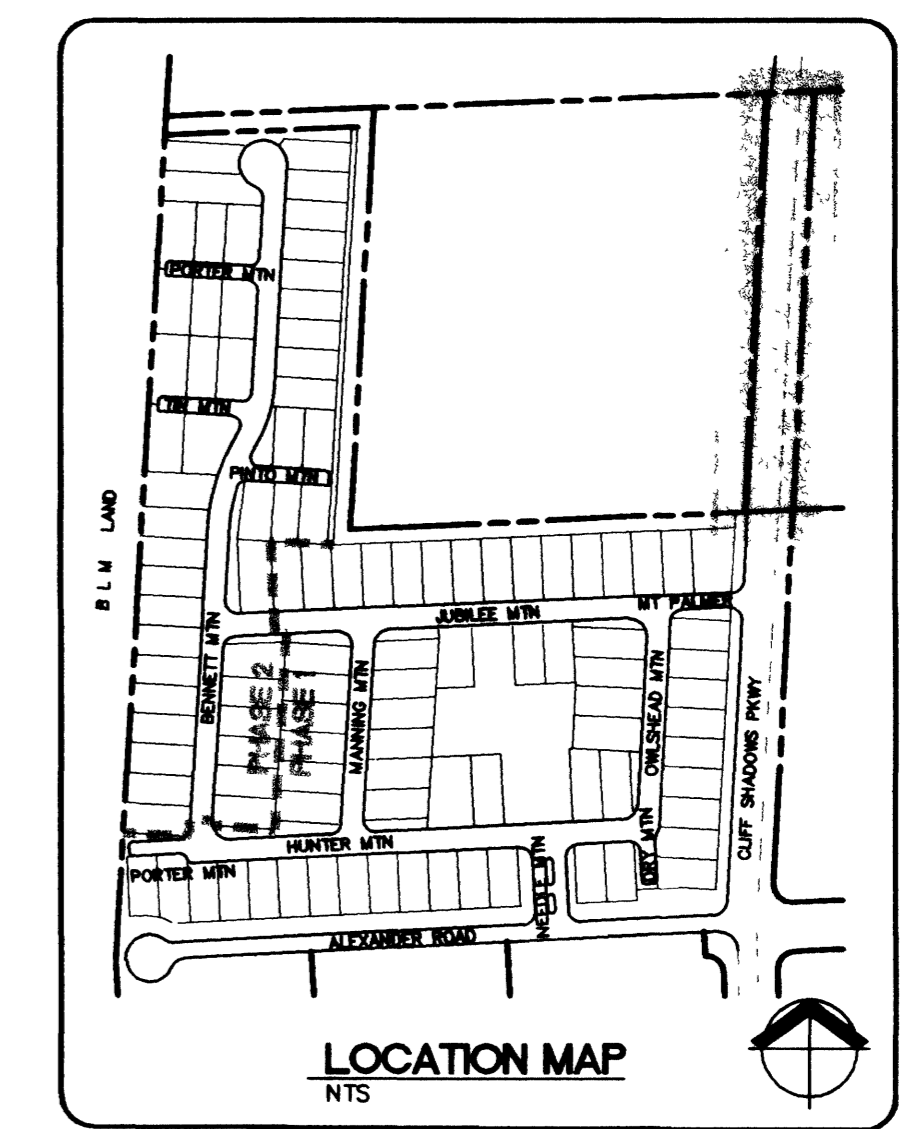 PORTER MTN
TIN MTN
PINTO MTN
BLM LAND
JUBILEE MTN
MT PALMER
BENNETT MTN
PHASE 2
PHASE 1
MANNING MTN
OWLSHEAD MTN
CLIFF SHADOWS PKWY
HUNTER MTN
DRY MTN
PORTER MTN
NEEDLE MTN
ALEXANDER ROAD
LOCATION MAP
NTS